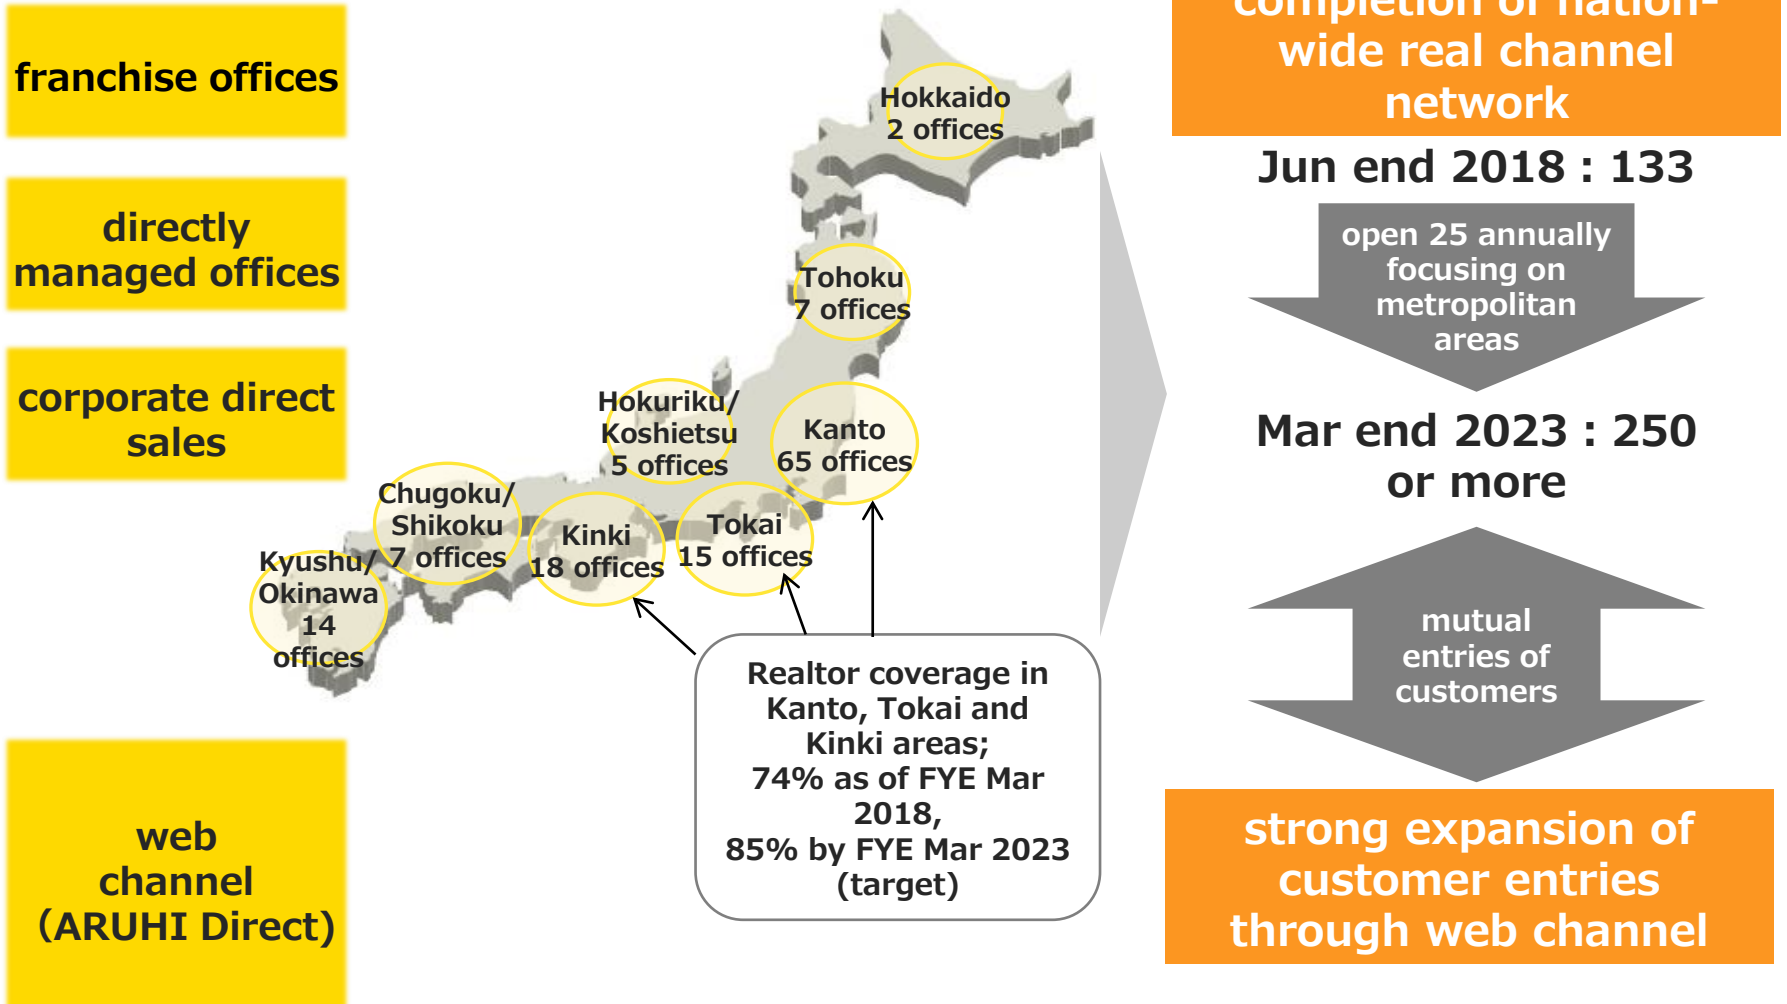 franchise offices
directly
managed offices
corporate direct
sales
web
channel
(ARUHI Direct)
Hokkaido
2 offices
Tohoku
7 offices
Hokuriku/
Koshietsu
5 offices
Kanto
65 offices
Chugoku/
Shikoku
7 offices
Kinki
18 offices
Tokai
15 offices
Kyushu/
Okinawa
14
offices
Realtor coverage in
Kanto, Tokai and
Kinki areas;
74% as of FYE Mar
2018,
85% by FYE Mar 2023
(target)
completion of nation-
wide real channel
network
Jun end 2018 : 133
open 25 annually
focusing on
metropolitan
areas
Mar end 2023 : 250
or more
mutual
entries of
customers
strong expansion of
customer entries
through web channel